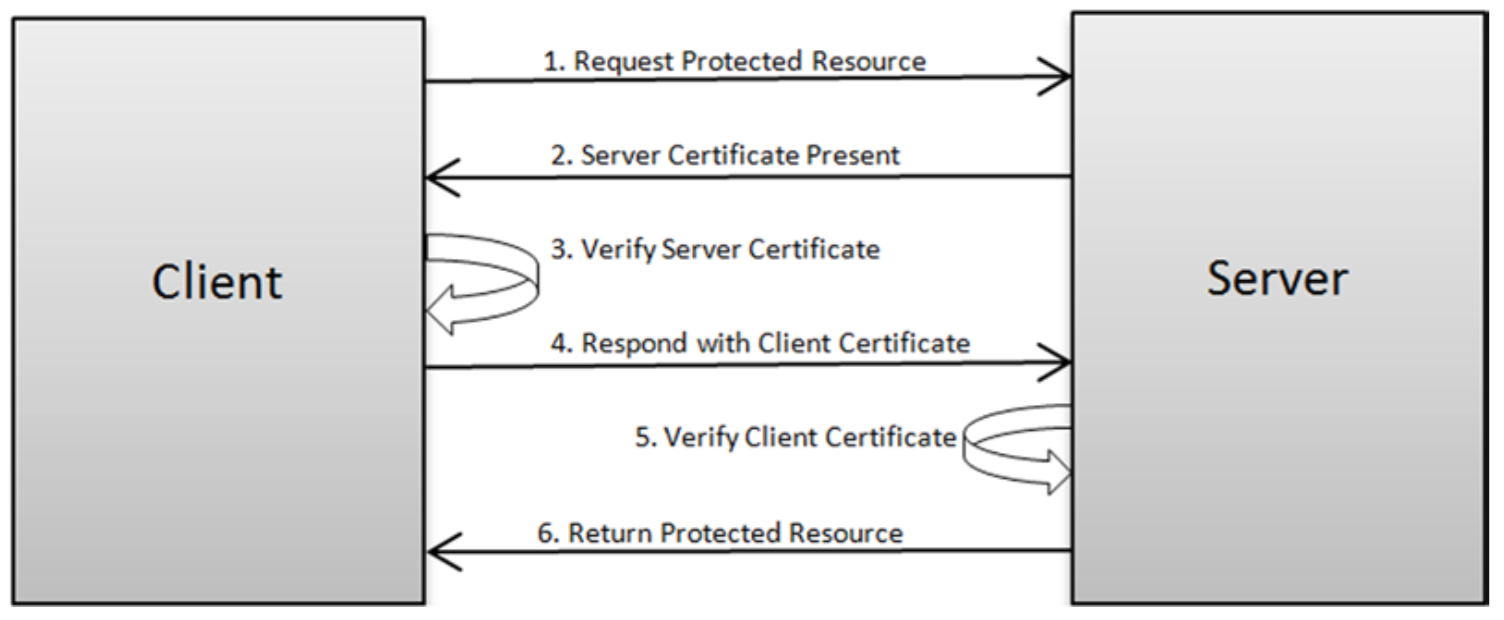 1. Request Protected Resource
2. Server Certificate Present
3. Verify Server Certificate
Client
Server
4. Respond with Client Certificate
5. Verify Client Certificate
6. Return Protected Resource